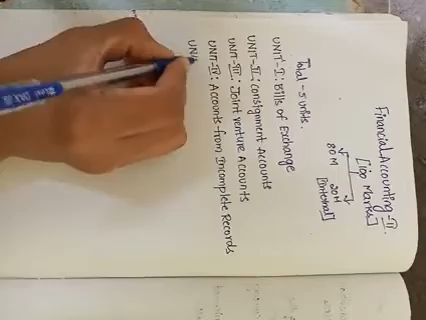 Financial Accounting -II.
[100 Marks]
80 M 20 M
[Internal]
Total - 5 units.
UNIT-I: Bills of Exchange
UNIT-II: Consignment Accounts
UNIT-III: Joint venture Accounts
UNIT-IV: Accounts from Incomplete Records
UNI